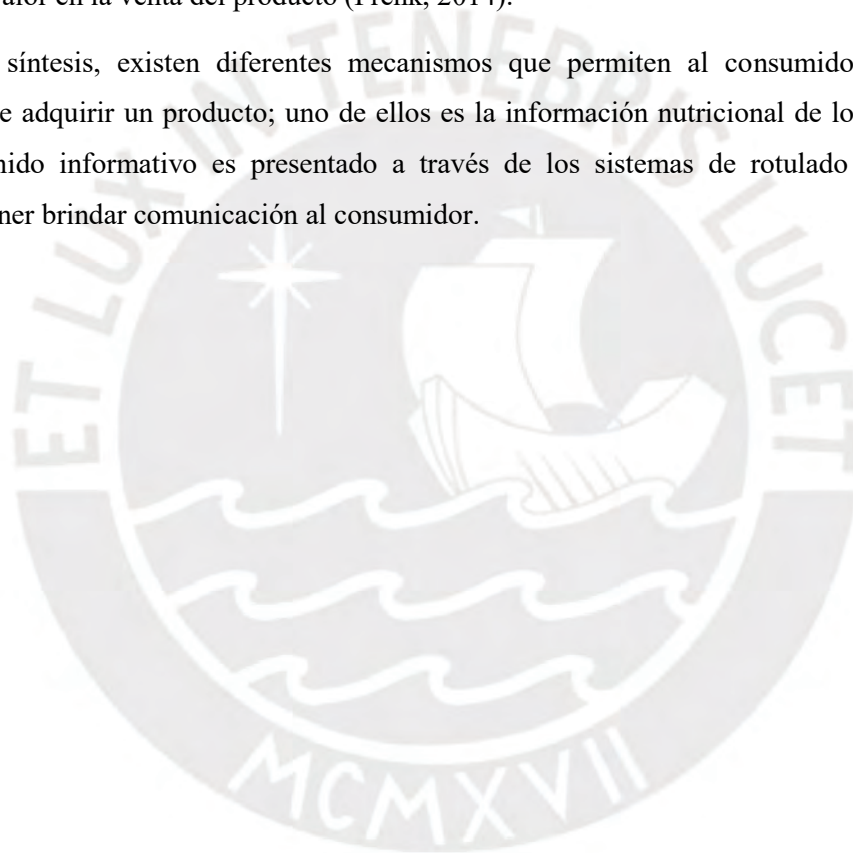 alor en la venta del producto (Frenk, 2014).
síntesis, existen diferentes mecanismos que permiten al consumido
e adquirir un producto; uno de ellos es la información nutricional de lo
nido informativo es presentado a través de los sistemas de rotulado
ner brindar comunicación al consumidor.
ET LUX IN TENEBRIS LUCET
MCMXVII